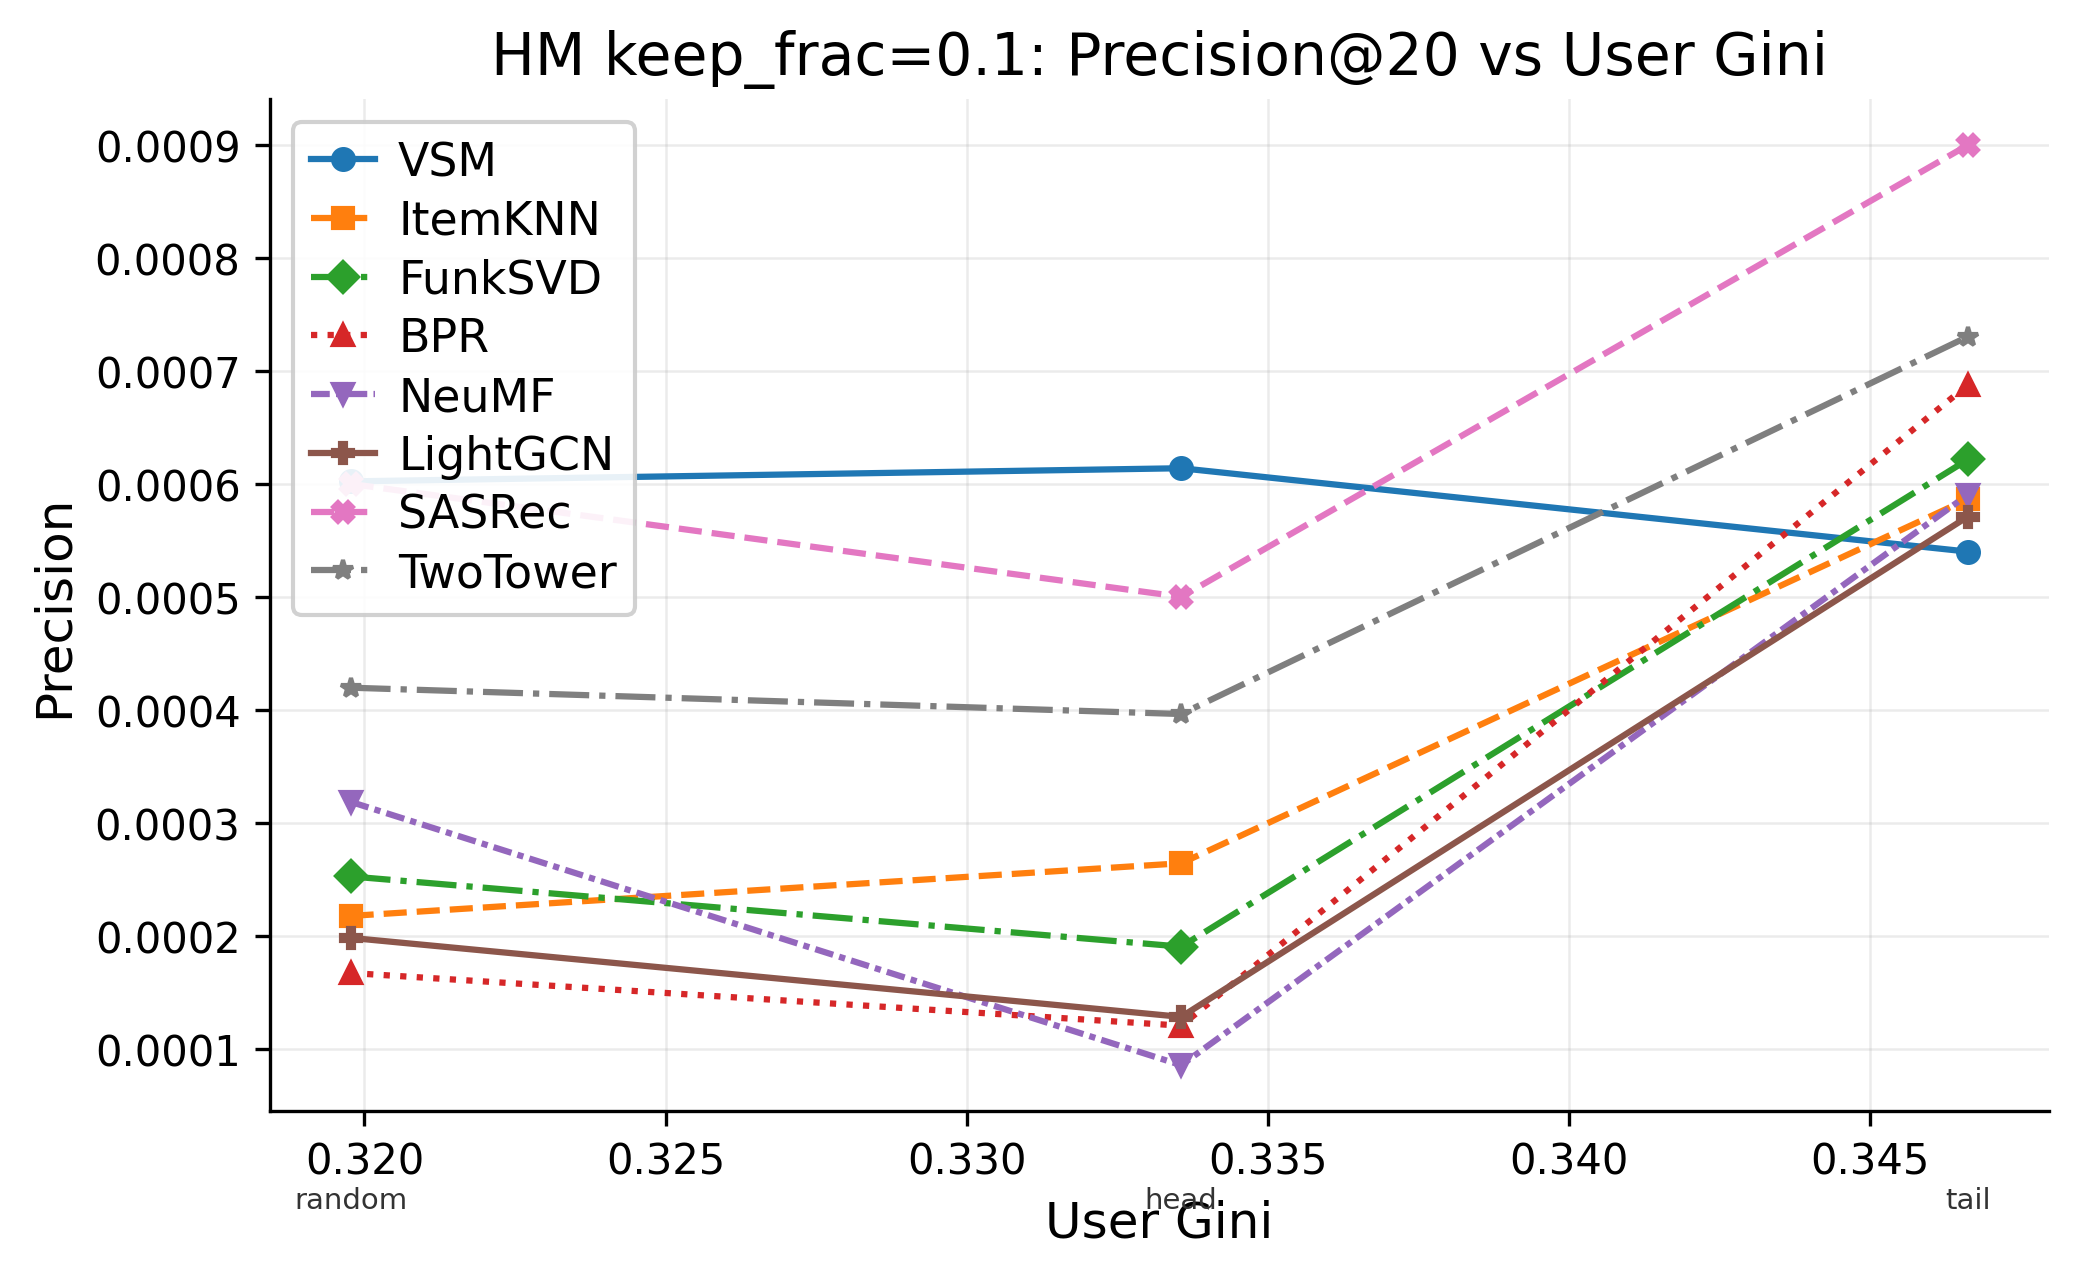 HM keep_frac=0.1: Precision@20 vs User Gini
0.0009
0.0008
0.0007
0.0006
0.0005
0.0004
0.0003
0.0002
0.0001
Precision
VSM
ItemKNN
FunkSVD
BPR
NeuMF
LightGCN
SASRec
TwoTower
0.320 0.325 0.330 0.335 0.340 0.345
random head tail
User Gini